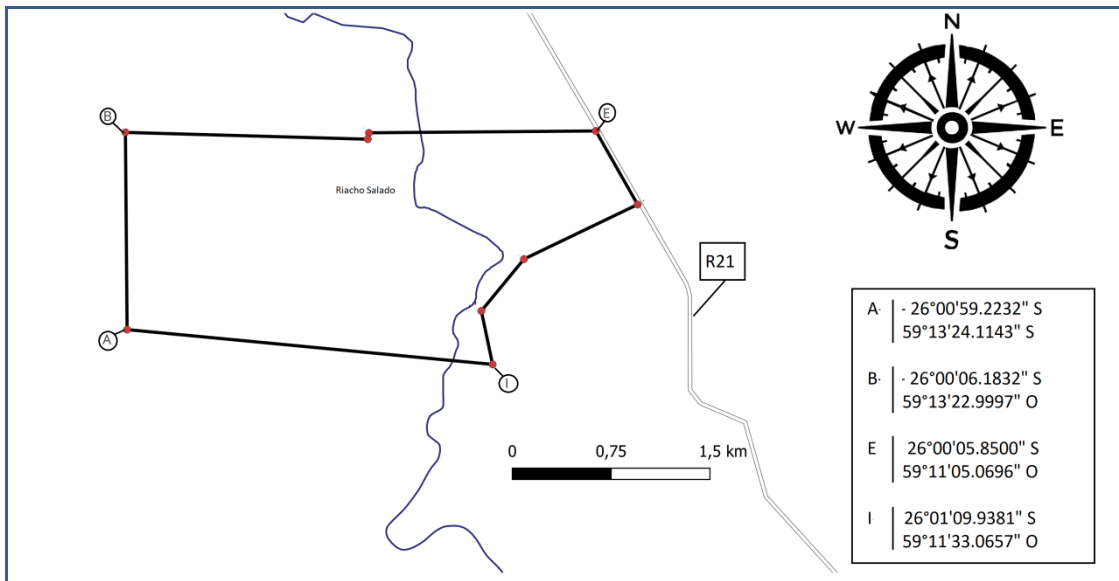 N
W
E
S
B
E
Riacho Salado
R21
A
I
0 0,75 1,5 km
A· - 26°00'59.2232" S
59°13'24.1143" S
B· - 26°00'06.1832" S
59°13'22.9997" O
E 26°00'05.8500" S
59°11'05.0696" O
I· 26°01'09.9381" S
59°11'33.0657" O